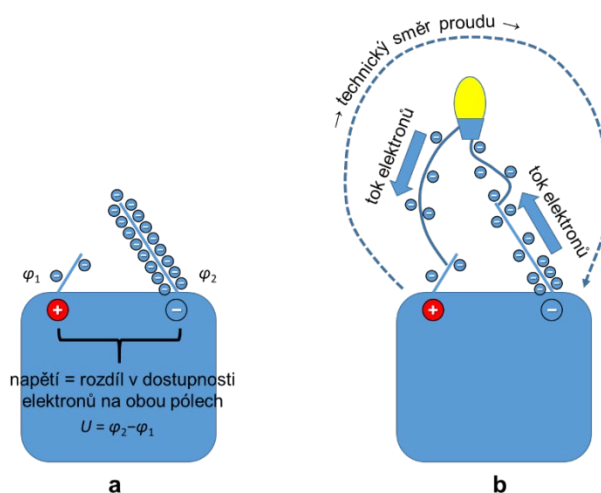 φ₁
φ₂
+
−
napětí = rozdíl v dostupnosti
elektronů na obou pólech
U = φ₂−φ₁
a
→ technický směr proudu →
tok elektronů
tok elektronů
+
−
b